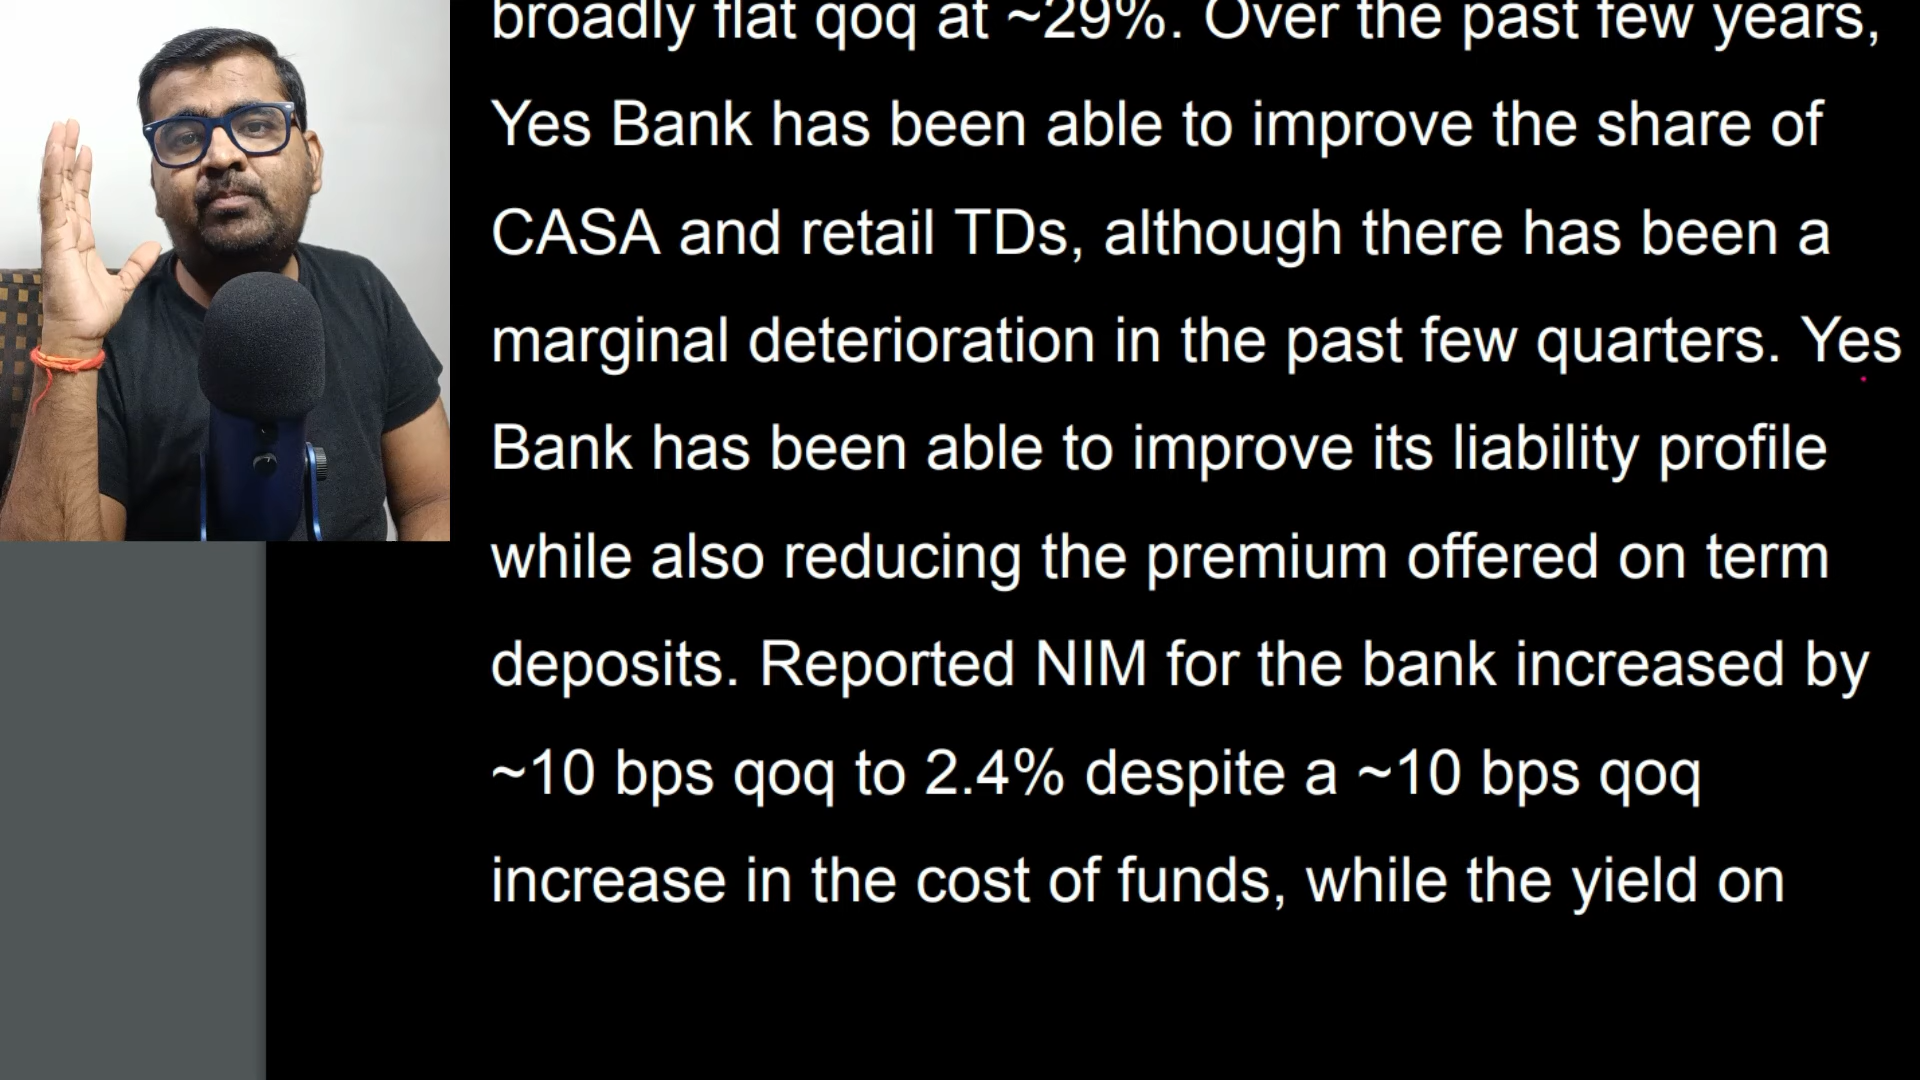 broadly flat qoq at ~29%. Over the past few years,
Yes Bank has been able to improve the share of
CASA and retail TDs, although there has been a
marginal deterioration in the past few quarters. Yes
Bank has been able to improve its liability profile
while also reducing the premium offered on term
deposits. Reported NIM for the bank increased by
~10 bps qoq to 2.4% despite a ~10 bps qoq
increase in the cost of funds, while the yield on